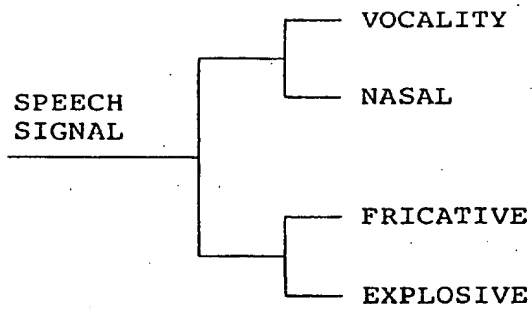 VOCALITY
NASAL
SPEECH
SIGNAL
FRICATIVE
EXPLOSIVE